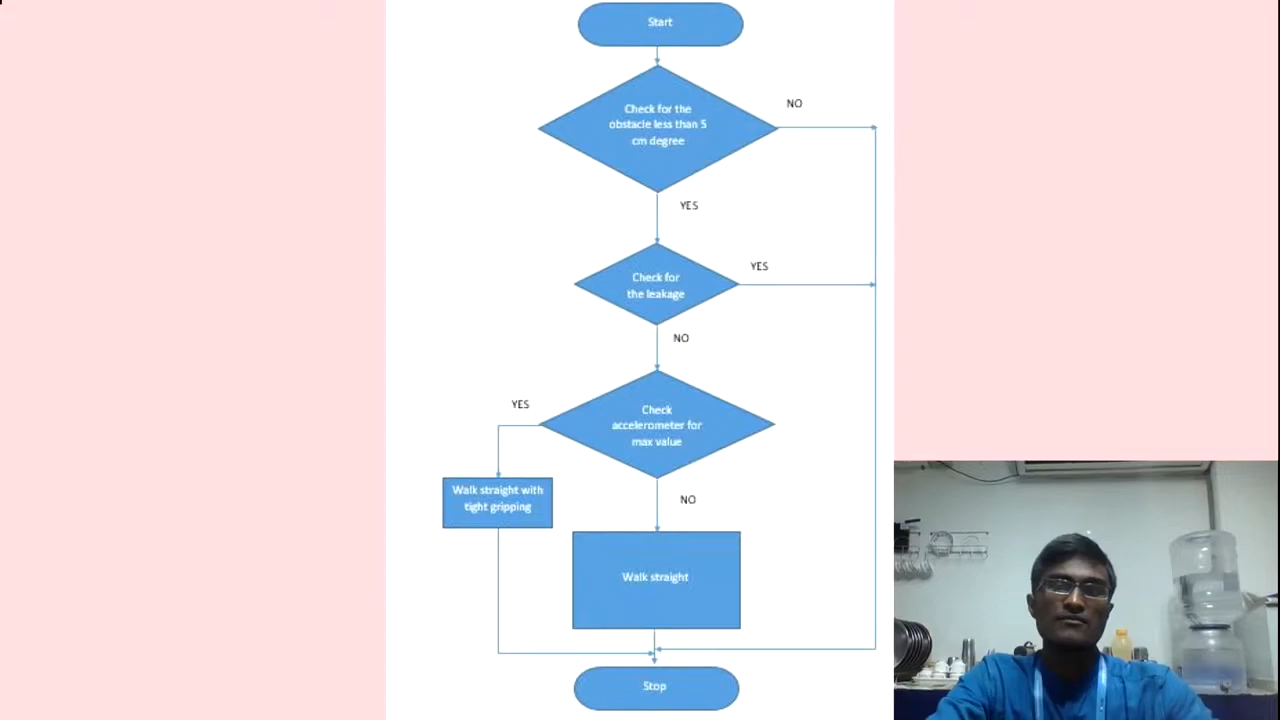 Start
Check for the
obstacle less than 5
cm degree
NO
YES
Check for
the leakage
YES
NO
Check
accelerometer for
max value
YES
Walk straight with
tight gripping
NO
Walk straight
Stop